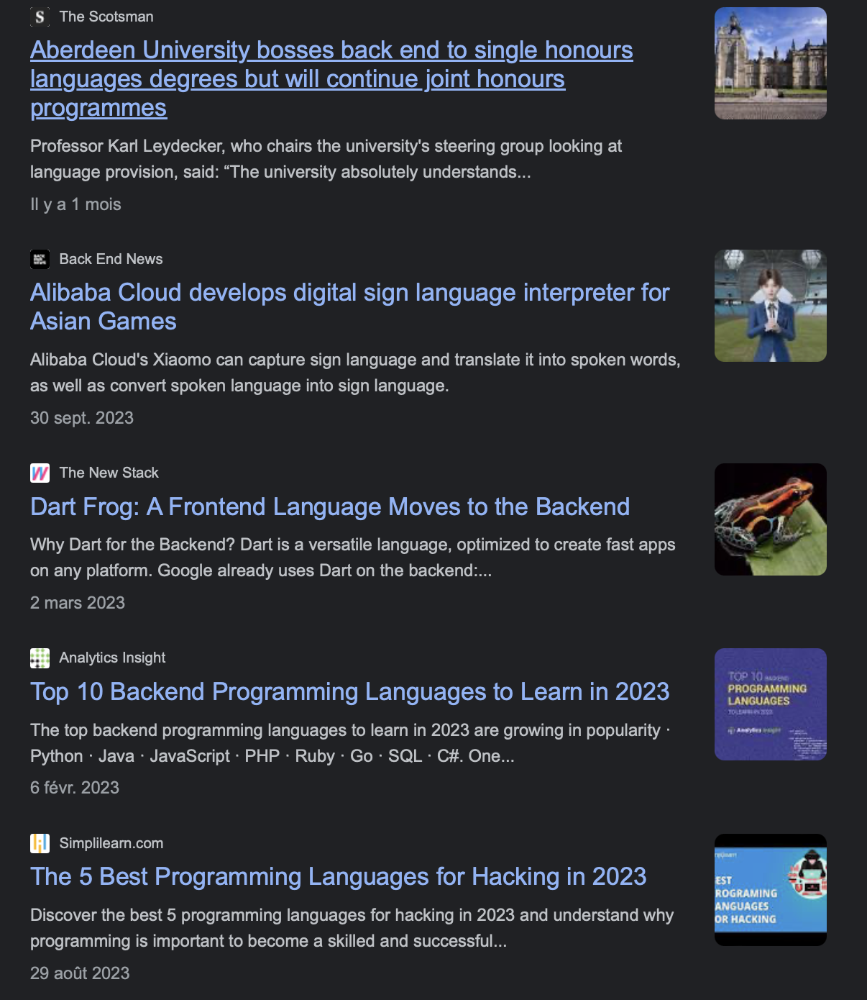 The Scotsman
Aberdeen University bosses back end to single honours
languages degrees but will continue joint honours
programmes
Professor Karl Leydecker, who chairs the university's steering group looking at
language provision, said: “The university absolutely understands...
Il y a 1 mois
Back End News
Alibaba Cloud develops digital sign language interpreter for
Asian Games
Alibaba Cloud's Xiaomo can capture sign language and translate it into spoken words,
as well as convert spoken language into sign language.
30 sept. 2023
The New Stack
Dart Frog: A Frontend Language Moves to the Backend
Why Dart for the Backend? Dart is a versatile language, optimized to create fast apps
on any platform. Google already uses Dart on the backend:...
2 mars 2023
Analytics Insight
Top 10 Backend Programming Languages to Learn in 2023
The top backend programming languages to learn in 2023 are growing in popularity ·
Python · Java · JavaScript · PHP · Ruby · Go · SQL · C#. One...
6 févr. 2023
TOP 10 BACKEND
PROGRAMMING
LANGUAGES
TO LEARN IN 2023
Analytics Insight
Simplilearn.com
The 5 Best Programming Languages for Hacking in 2023
Discover the best 5 programming languages for hacking in 2023 and understand why
programming is important to become a skilled and successful...
29 août 2023
EST
ROGRAMING
ANGUAGES
OR HACKING